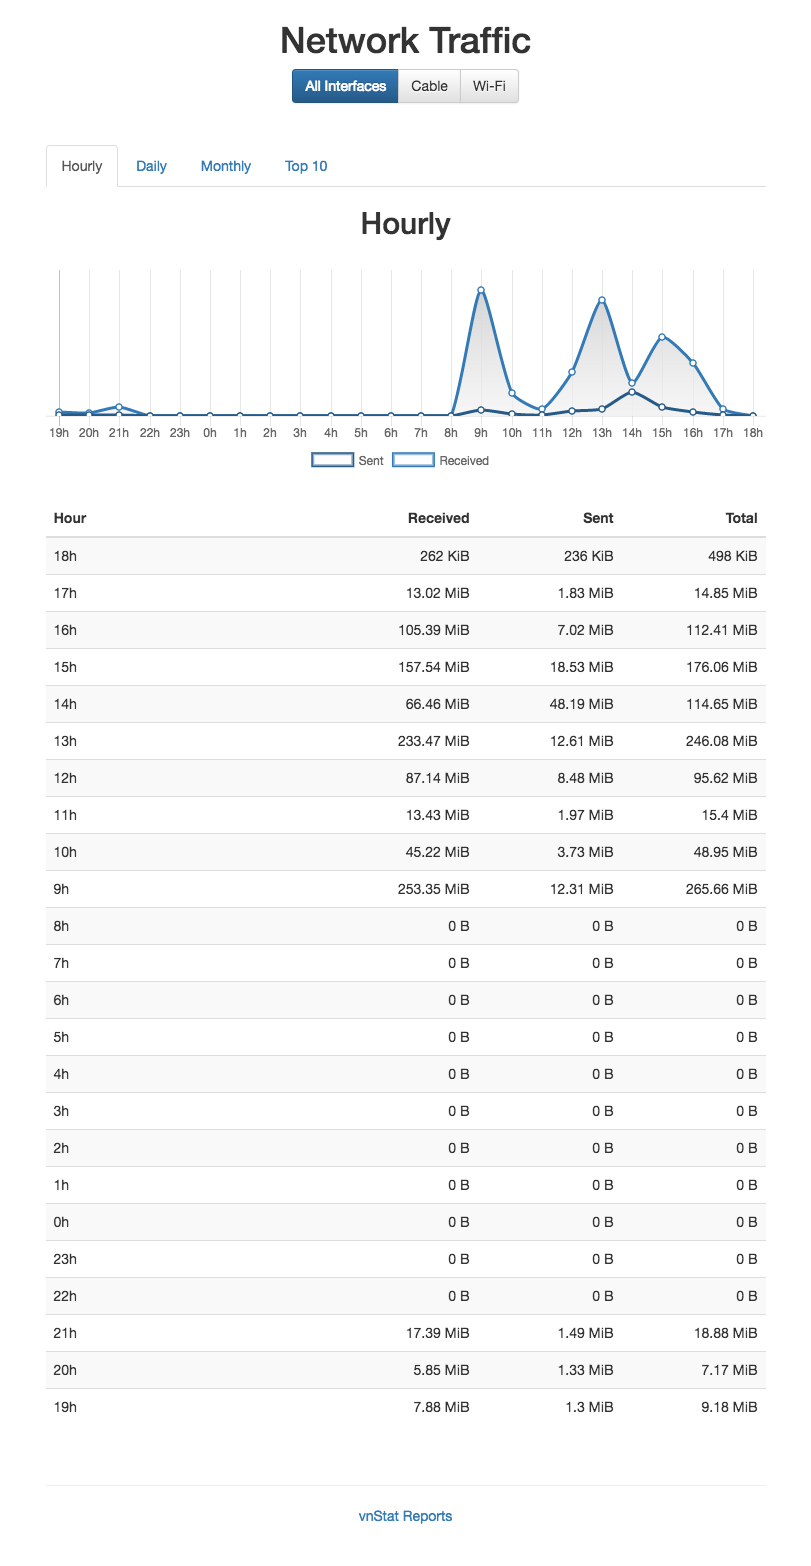 Network Traffic
All Interfaces Cable Wi-Fi
Hourly Daily Monthly Top 10
Hourly
19h 20h 21h 22h 23h 0h 1h 2h 3h 4h 5h 6h 7h 8h 9h 10h 11h 12h 13h 14h 15h 16h 17h 18h
Sent Received
Hour Received Sent Total
18h 262 KiB 236 KiB 498 KiB
17h 13.02 MiB 1.83 MiB 14.85 MiB
16h 105.39 MiB 7.02 MiB 112.41 MiB
15h 157.54 MiB 18.53 MiB 176.06 MiB
14h 66.46 MiB 48.19 MiB 114.65 MiB
13h 233.47 MiB 12.61 MiB 246.08 MiB
12h 87.14 MiB 8.48 MiB 95.62 MiB
11h 13.43 MiB 1.97 MiB 15.4 MiB
10h 45.22 MiB 3.73 MiB 48.95 MiB
9h 253.35 MiB 12.31 MiB 265.66 MiB
8h 0 B 0 B 0 B
7h 0 B 0 B 0 B
6h 0 B 0 B 0 B
5h 0 B 0 B 0 B
4h 0 B 0 B 0 B
3h 0 B 0 B 0 B
2h 0 B 0 B 0 B
1h 0 B 0 B 0 B
0h 0 B 0 B 0 B
23h 0 B 0 B 0 B
22h 0 B 0 B 0 B
21h 17.39 MiB 1.49 MiB 18.88 MiB
20h 5.85 MiB 1.33 MiB 7.17 MiB
19h 7.88 MiB 1.3 MiB 9.18 MiB
vnStat Reports